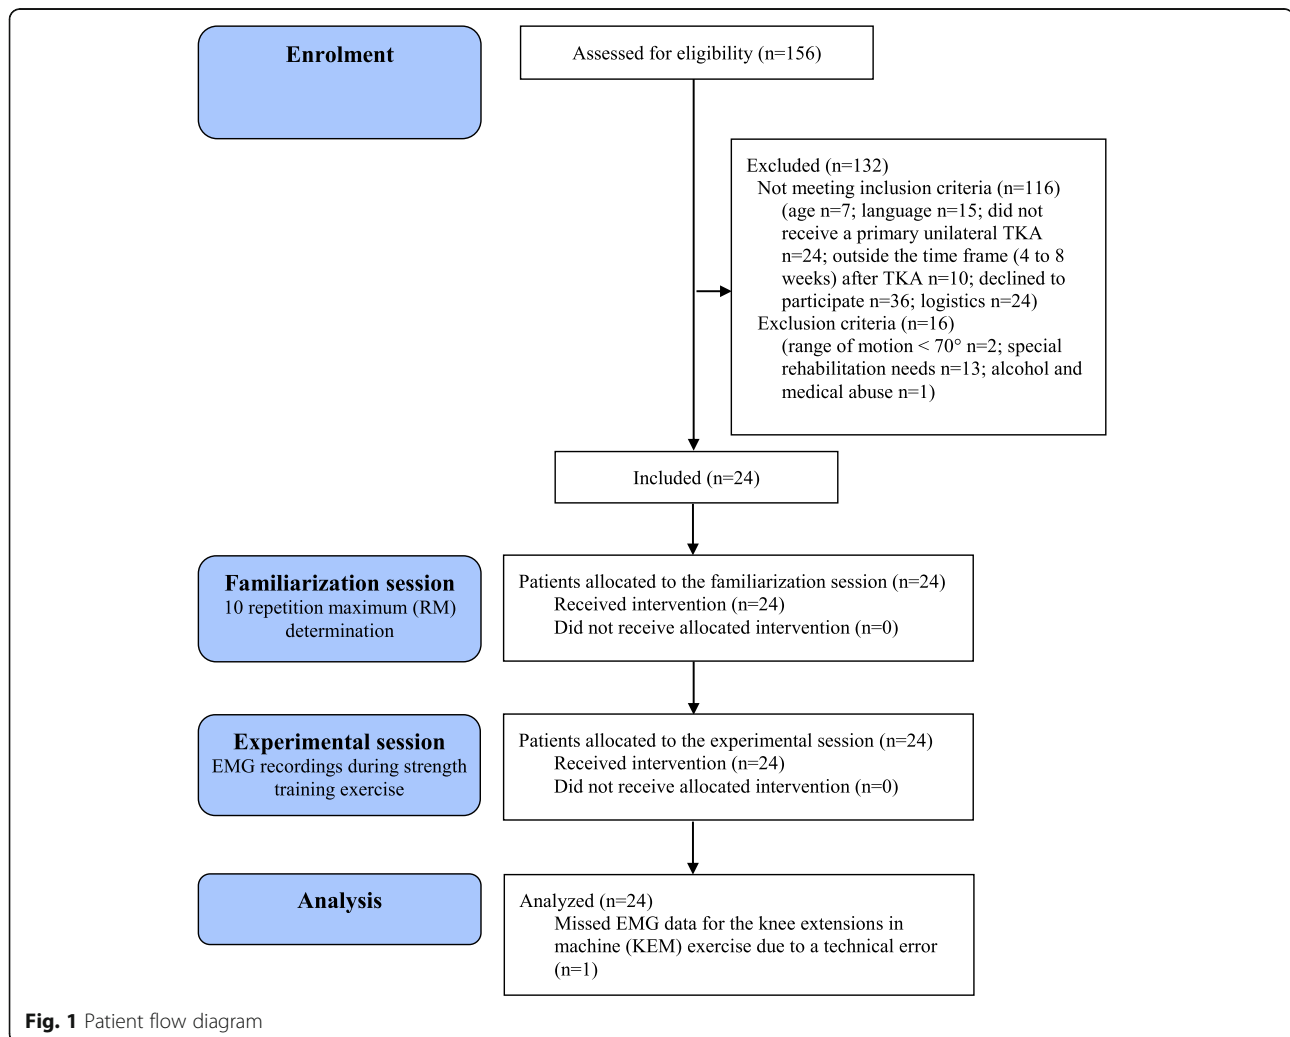 Enrolment
Assessed for eligibility (n=156)
Excluded (n=132)
Not meeting inclusion criteria (n=116)
(age n=7; language n=15; did not
receive a primary unilateral TKA
n=24; outside the time frame (4 to 8
weeks) after TKA n=10; declined to
participate n=36; logistics n=24)
Exclusion criteria (n=16)
(range of motion < 70° n=2; special
rehabilitation needs n=13; alcohol and
medical abuse n=1)
Included (n=24)
Familiarization session
10 repetition maximum (RM)
determination
Patients allocated to the familiarization session (n=24)
Received intervention (n=24)
Did not receive allocated intervention (n=0)
Experimental session
EMG recordings during strength
training exercise
Patients allocated to the experimental session (n=24)
Received intervention (n=24)
Did not receive allocated intervention (n=0)
Analysis
Analyzed (n=24)
Missed EMG data for the knee extensions in
machine (KEM) exercise due to a technical error
(n=1)
Fig. 1 Patient flow diagram